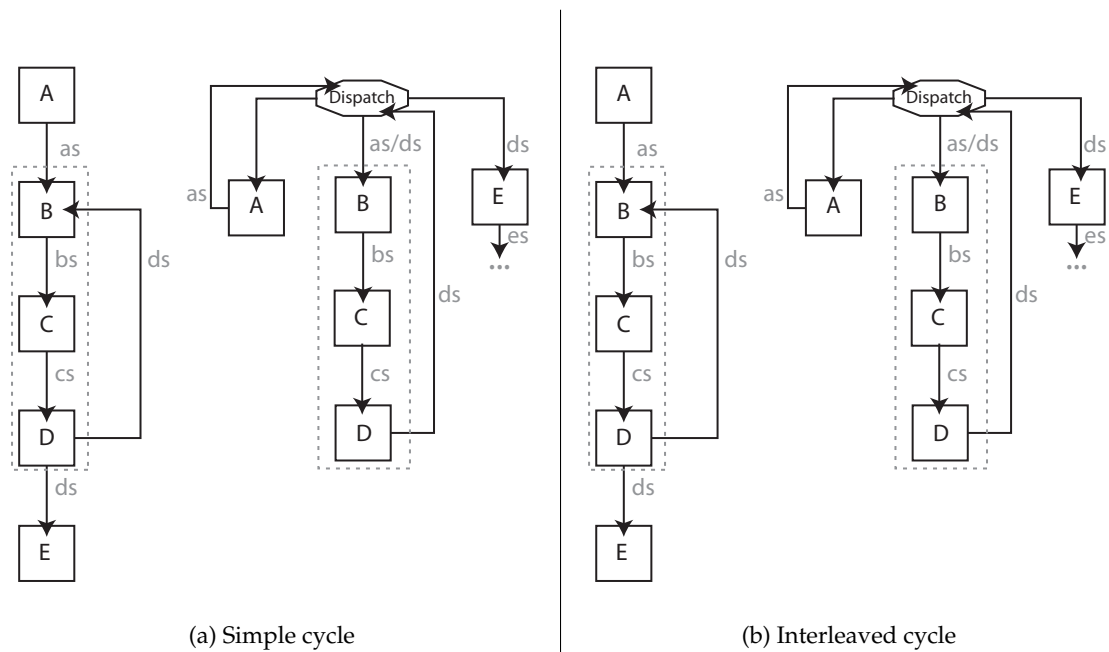 A
as
B
bs
C
cs
D
ds
E
ds
Dispatch
as
A
as/ds
B
bs
C
cs
D
ds
ds
E
es
...
(a) Simple cycle
A
as
B
bs
C
cs
D
ds
E
ds
Dispatch
as
A
as/ds
B
bs
C
cs
D
ds
ds
E
es
...
(b) Interleaved cycle